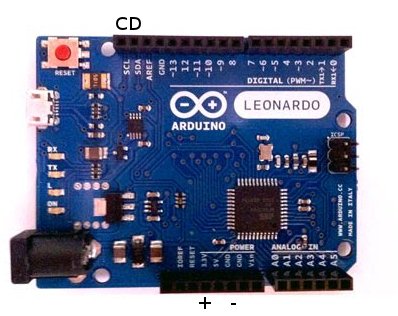 CD
SCL
SDA
AREF
GND
~13
12
~11
~10
~9
8
7
~6
~5
4
~3
2
TX→1
RX←0
RESET
DIGITAL (PWM~)
LEONARDO
ARDUINO
ICSP
RX
TX
L
ON
WWW.ARDUINO.CC
MADE IN ITALY
IOREF
RESET
3.3V
5V
GND
GND
Vin
POWER
ANALOG IN
A0
A1
A2
A3
A4
A5
+ -